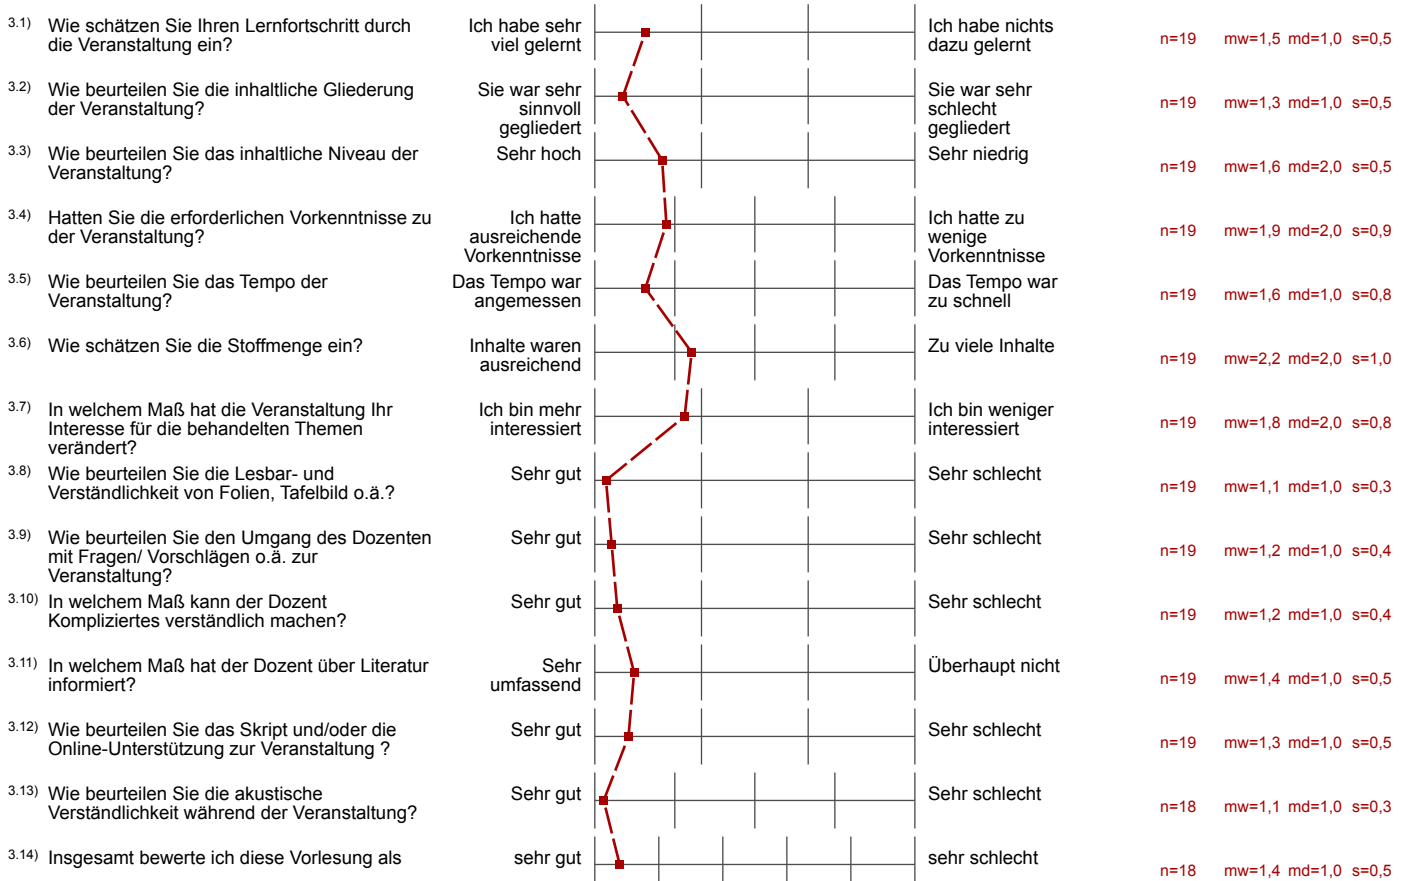 3.1) Wie schätzen Sie Ihren Lernfortschritt durch
die Veranstaltung ein?
Ich habe sehr
viel gelernt
Ich habe nichts
dazu gelernt
n=19 mw=1,5 md=1,0 s=0,5
3.2) Wie beurteilen Sie die inhaltliche Gliederung
der Veranstaltung?
Sie war sehr
sinnvoll
gegliedert
Sie war sehr
schlecht
gegliedert
n=19 mw=1,3 md=1,0 s=0,5
3.3) Wie beurteilen Sie das inhaltliche Niveau der
Veranstaltung?
Sehr hoch
Sehr niedrig
n=19 mw=1,6 md=2,0 s=0,5
3.4) Hatten Sie die erforderlichen Vorkenntnisse zu
der Veranstaltung?
Ich hatte
ausreichende
Vorkenntnisse
Ich hatte zu
wenige
Vorkenntnisse
n=19 mw=1,9 md=2,0 s=0,9
3.5) Wie beurteilen Sie das Tempo der
Veranstaltung?
Das Tempo war
angemessen
Das Tempo war
zu schnell
n=19 mw=1,6 md=1,0 s=0,8
3.6) Wie schätzen Sie die Stoffmenge ein?
Inhalte waren
ausreichend
Zu viele Inhalte
n=19 mw=2,2 md=2,0 s=1,0
3.7) In welchem Maß hat die Veranstaltung Ihr
Interesse für die behandelten Themen
verändert?
Ich bin mehr
interessiert
Ich bin weniger
interessiert
n=19 mw=1,8 md=2,0 s=0,8
3.8) Wie beurteilen Sie die Lesbar- und
Verständlichkeit von Folien, Tafelbild o.ä.?
Sehr gut
Sehr schlecht
n=19 mw=1,1 md=1,0 s=0,3
3.9) Wie beurteilen Sie den Umgang des Dozenten
mit Fragen/ Vorschlägen o.ä. zur
Veranstaltung?
Sehr gut
Sehr schlecht
n=19 mw=1,2 md=1,0 s=0,4
3.10) In welchem Maß kann der Dozent
Kompliziertes verständlich machen?
Sehr gut
Sehr schlecht
n=19 mw=1,2 md=1,0 s=0,4
3.11) In welchem Maß hat der Dozent über Literatur
informiert?
Sehr
umfassend
Überhaupt nicht
n=19 mw=1,4 md=1,0 s=0,5
3.12) Wie beurteilen Sie das Skript und/oder die
Online-Unterstützung zur Veranstaltung ?
Sehr gut
Sehr schlecht
n=19 mw=1,3 md=1,0 s=0,5
3.13) Wie beurteilen Sie die akustische
Verständlichkeit während der Veranstaltung?
Sehr gut
Sehr schlecht
n=18 mw=1,1 md=1,0 s=0,3
3.14) Insgesamt bewerte ich diese Vorlesung als
sehr gut
sehr schlecht
n=18 mw=1,4 md=1,0 s=0,5